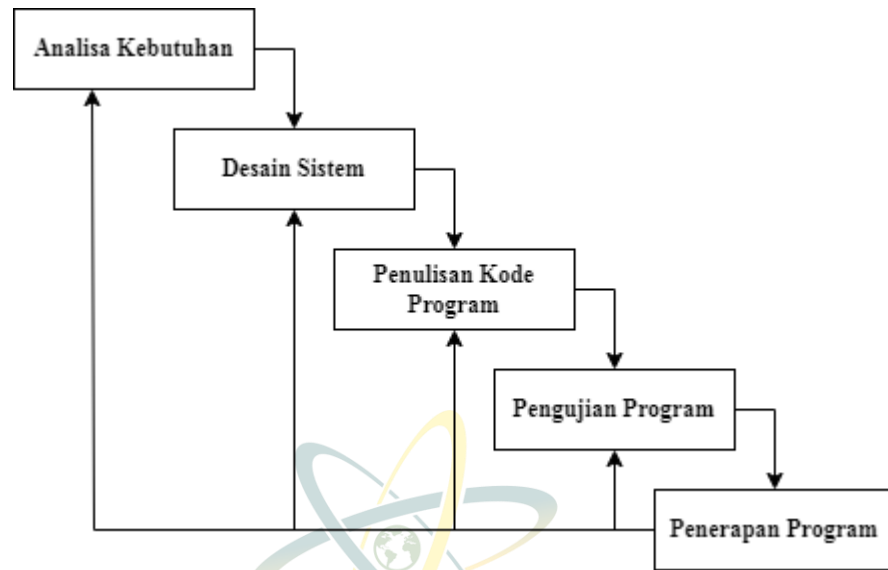 Analisa Kebutuhan
Desain Sistem
Penulisan Kode
Program
Pengujian Program
Penerapan Program